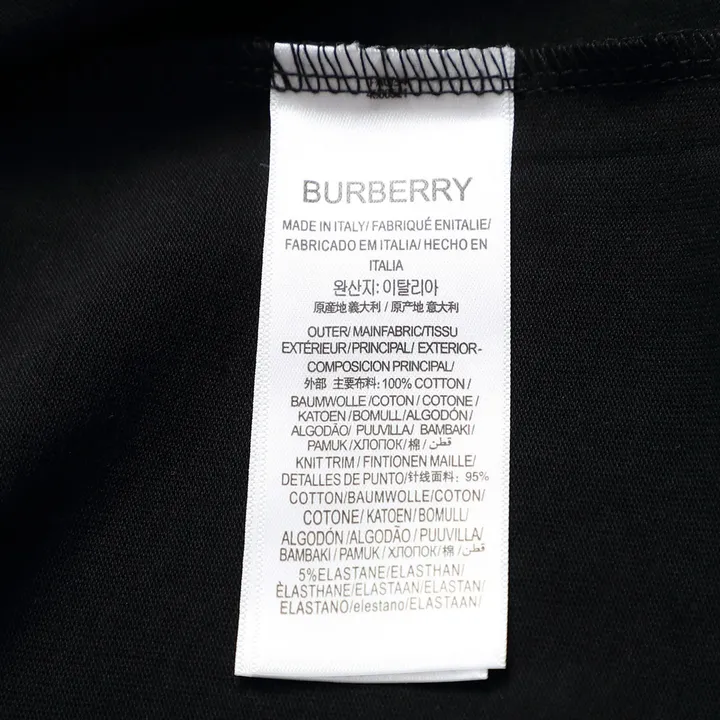 BURBERRY
MADE IN ITALY/ FABRIQUÉ ENITALIE/
FABRICADO EM ITALIA/ HECHO EN
ITALIA
완산지: 이탈리아
原産地 義大利 / 原产地 意大利
OUTER/ MAINFABRIC/TISSU
EXTÉRIEUR/PRINCIPAL/ EXTERIOR-
COMPOSICION PRINCIPAL/
外部 主要布料: 100% COTTON /
BAUMWOLLE /COTON / COTONE /
KATOEN / BOMULL / ALGODÓN /
ALGODÃO/ PUUVILLA/ BAMBAKI/
PAMUK /ХЛОПОК/ 棉 / قطن/
KNIT TRIM / FINTIONEN MAILLE/
DETALLES DE PUNTO/针线面料: 95%
COTTON/BAUMWOLLE/COTON/
COTONE/ KATOEN/ BOMULL/
ALGODÓN /ALGODÃO / PUUVILLA/
BAMBAKI / PAMUK / ХЛОПОК/ 棉/ قطن/
5%ELASTANE/ELASTHAN/
ÈLASTHANE/ELASTAAN/ELASTAN/
ELASTANO/elestano/ELASTAAN/